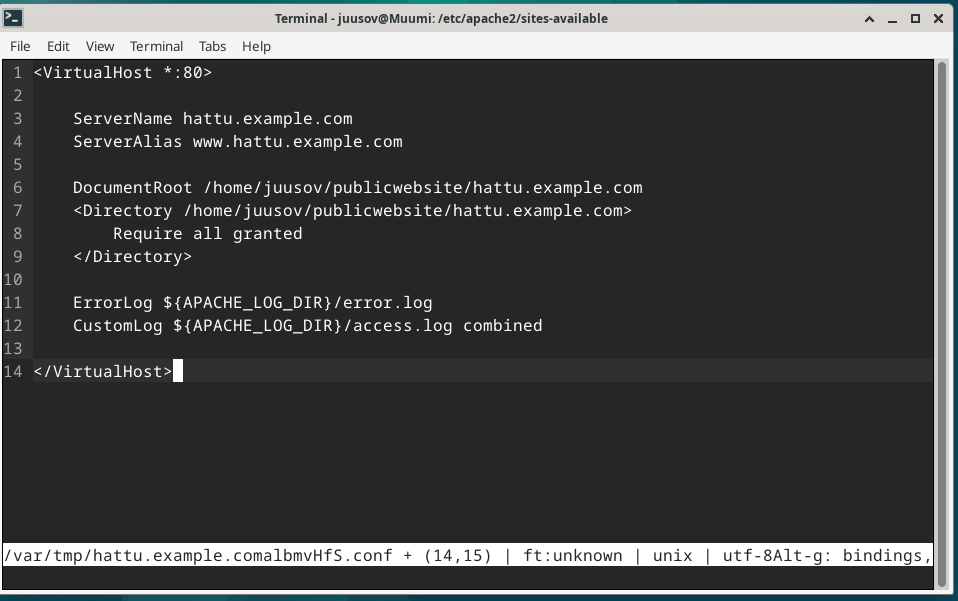 Terminal - juusov@Muumi: /etc/apache2/sites-available
File Edit View Terminal Tabs Help
1 <VirtualHost *:80>
2
3     ServerName hattu.example.com
4     ServerAlias www.hattu.example.com
5
6     DocumentRoot /home/juusov/publicwebsite/hattu.example.com
7     <Directory /home/juusov/publicwebsite/hattu.example.com>
8         Require all granted
9     </Directory>
10
11     ErrorLog ${APACHE_LOG_DIR}/error.log
12     CustomLog ${APACHE_LOG_DIR}/access.log combined
13
14 </VirtualHost>
/var/tmp/hattu.example.comalbmvHfS.conf + (14,15) | ft:unknown | unix | utf-8Alt-g: bindings,